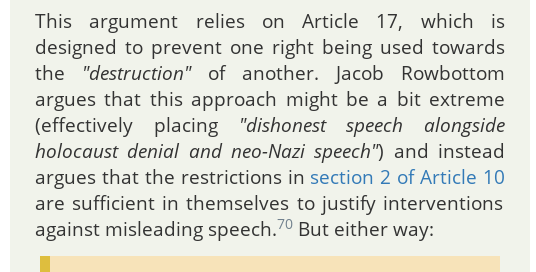 This argument relies on Article 17, which is
designed to prevent one right being used towards
the "destruction" of another. Jacob Rowbottom
argues that this approach might be a bit extreme
(effectively placing "dishonest speech alongside
holocaust denial and neo-Nazi speech") and instead
argues that the restrictions in section 2 of Article 10
are sufficient in themselves to justify interventions
against misleading speech.70 But either way: